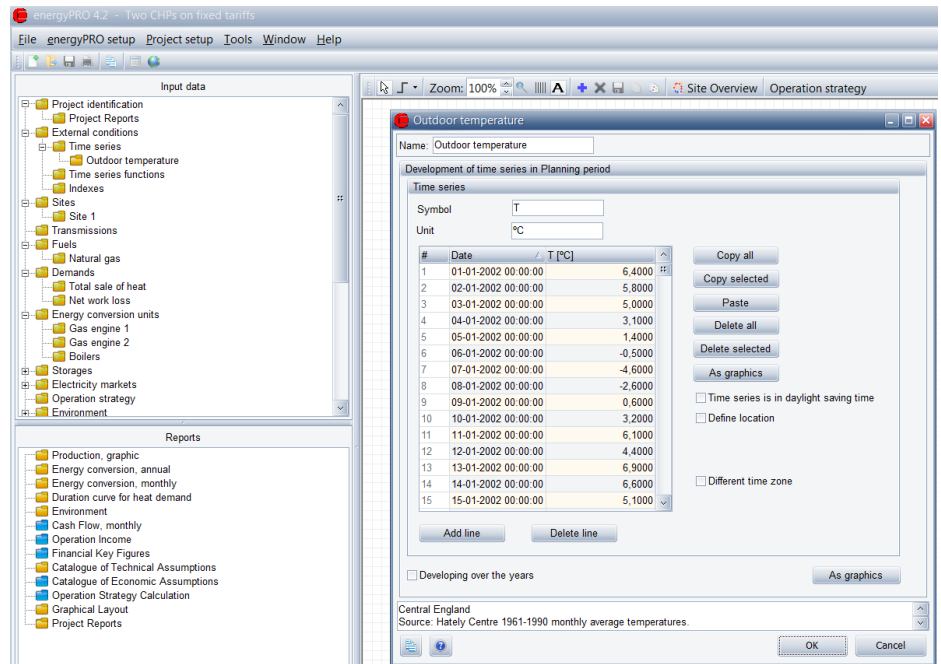 energyPRO 4.2 - Two CHPs on fixed tariffs
File energyPRO setup Project setup Tools Window Help
Input data
Project identification
Project Reports
External conditions
Time series
Outdoor temperature
Time series functions
Indexes
Sites
Site 1
Transmissions
Fuels
Natural gas
Demands
Total sale of heat
Net work loss
Energy conversion units
Gas engine 1
Gas engine 2
Boilers
Storages
Electricity markets
Operation strategy
Environment
Reports
Production, graphic
Energy conversion, annual
Energy conversion, monthly
Duration curve for heat demand
Environment
Cash Flow, monthly
Operation Income
Financial Key Figures
Catalogue of Technical Assumptions
Catalogue of Economic Assumptions
Operation Strategy Calculation
Graphical Layout
Project Reports
Zoom: 100% A Site Overview Operation strategy
Outdoor temperature
Name: Outdoor temperature
Development of time series in Planning period
Time series
Symbol T
Unit ºC
# Date T [ºC]
1 01-01-2002 00:00:00 6,4000
2 02-01-2002 00:00:00 5,8000
3 03-01-2002 00:00:00 5,0000
4 04-01-2002 00:00:00 3,1000
5 05-01-2002 00:00:00 1,4000
6 06-01-2002 00:00:00 -0,5000
7 07-01-2002 00:00:00 -4,6000
8 08-01-2002 00:00:00 -2,6000
9 09-01-2002 00:00:00 0,6000
10 10-01-2002 00:00:00 3,2000
11 11-01-2002 00:00:00 6,1000
12 12-01-2002 00:00:00 4,4000
13 13-01-2002 00:00:00 6,9000
14 14-01-2002 00:00:00 6,6000
15 15-01-2002 00:00:00 5,1000
Copy all
Copy selected
Paste
Delete all
Delete selected
As graphics
Time series is in daylight saving time
Define location
Different time zone
Add line Delete line
Developing over the years As graphics
Central England
Source: Hately Centre 1961-1990 monthly average temperatures.
OK Cancel